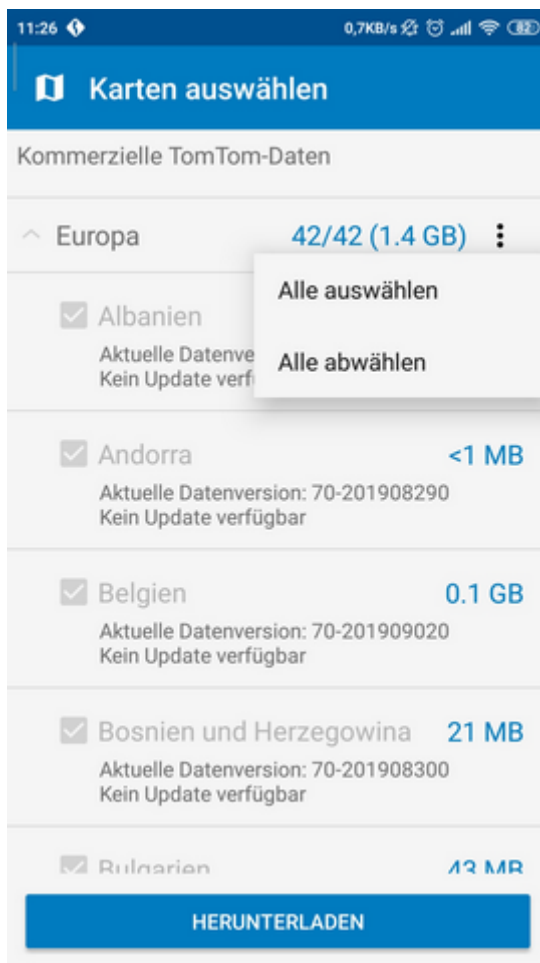 11:26 0,7KB/s 82
Karten auswählen
Kommerzielle TomTom-Daten
Europa 42/42 (1.4 GB)
Alle auswählen
Albanien
Aktuelle Datenve
Alle abwählen
Kein Update verf
Andorra <1 MB
Aktuelle Datenversion: 70-201908290
Kein Update verfügbar
Belgien 0.1 GB
Aktuelle Datenversion: 70-201909020
Kein Update verfügbar
Bosnien und Herzegowina 21 MB
Aktuelle Datenversion: 70-201908300
Kein Update verfügbar
Bulgarien 43 MB
HERUNTERLADEN